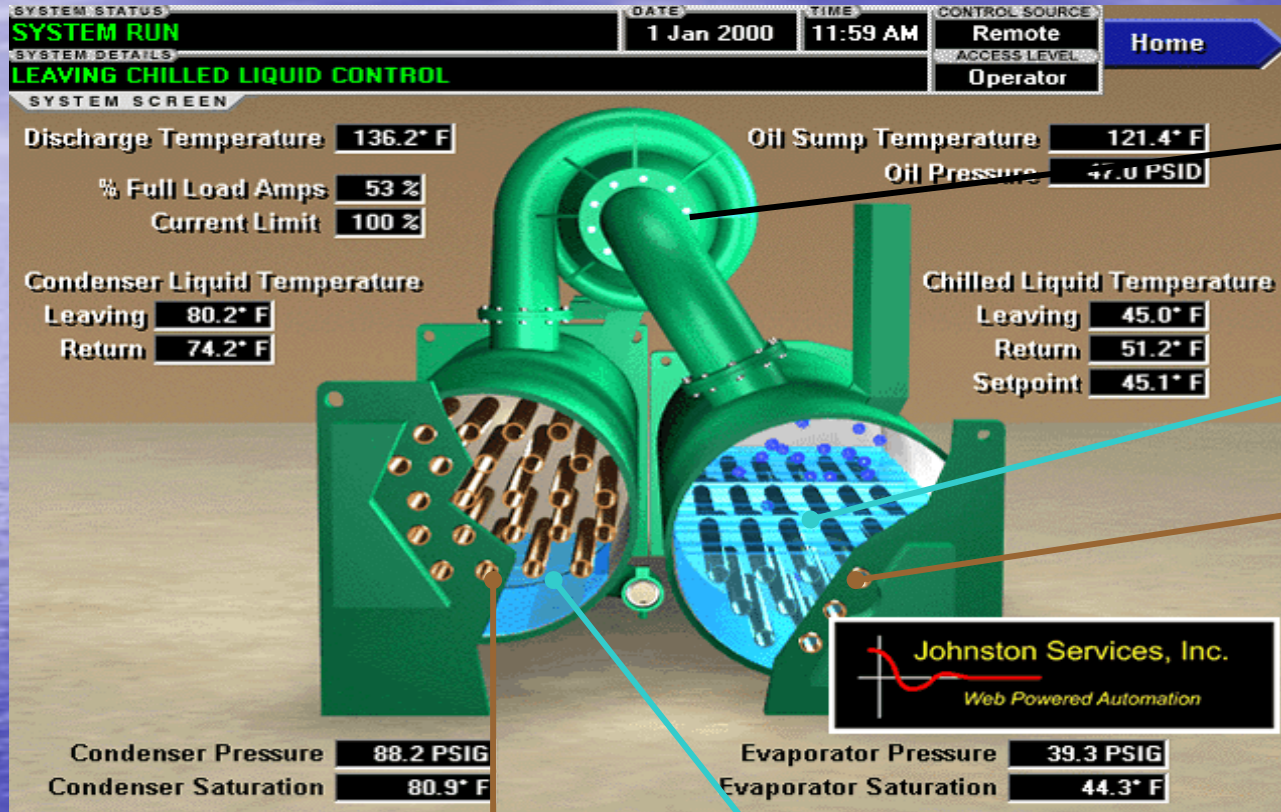 SYSTEM STATUS
SYSTEM RUN
DATE
1 Jan 2000
TIME
11:59 AM
CONTROL SOURCE
Remote
Home
SYSTEM DETAILS
LEAVING CHILLED LIQUID CONTROL
ACCESS LEVEL
Operator
SYSTEM SCREEN
Discharge Temperature 136.2° F
% Full Load Amps 53 %
Current Limit 100 %
Oil Sump Temperature 121.4° F
Oil Pressure 47.0 PSID
Condenser Liquid Temperature
Leaving 80.2° F
Return 74.2° F
Chilled Liquid Temperature
Leaving 45.0° F
Return 51.2° F
Setpoint 45.1° F
Johnston Services, Inc.
Web Powered Automation
Condenser Pressure 88.2 PSIG
Condenser Saturation 80.9° F
Evaporator Pressure 39.3 PSIG
Evaporator Saturation 44.3° F